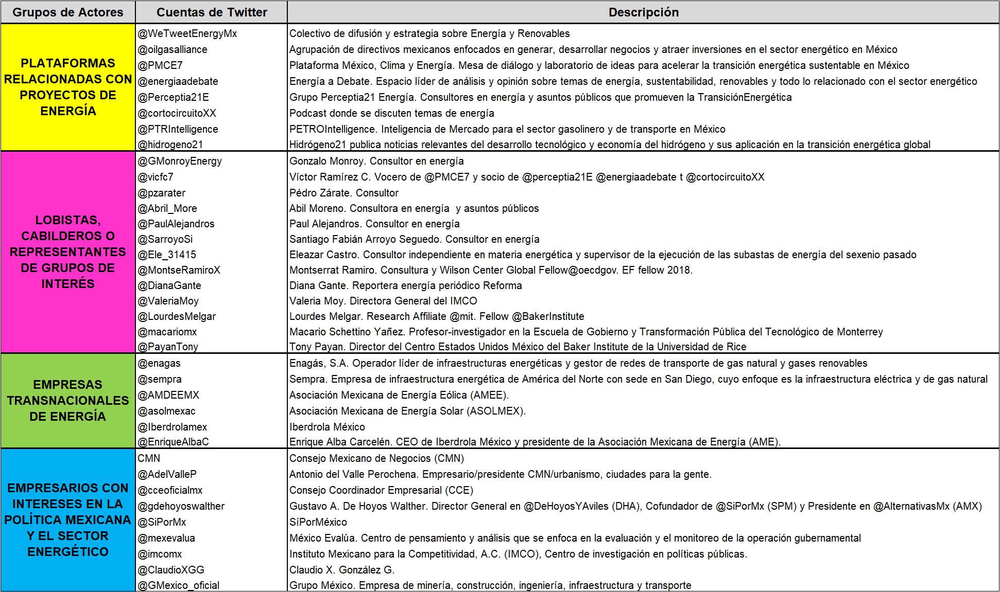 Grupos de Actores Cuentas de Twitter Descripción
PLATAFORMAS
RELACIONADAS CON
PROYECTOS DE
ENERGÍA
@WeTweetEnergyMx Colectivo de difusión y estrategia sobre Energía y Renovables
@oilgasalliance Agrupación de directivos mexicanos enfocados en generar, desarrollar negocios y atraer inversiones en el sector energético en México
@PMCE7 Plataforma México, Clima y Energía. Mesa de diálogo y laboratorio de ideas para acelerar la transición energética sustentable en México
@energiaadebate Energía a Debate. Espacio líder de análisis y opinión sobre temas de energía, sustentabilidad, renovables y todo lo relacionado con el sector energético
@Perceptia21E Grupo Perceptia21 Energía. Consultores en energía y asuntos públicos que promueven la TransiciónEnergética
@cortocircuitoXX Podcast donde se discuten temas de energía
@PTRIntelligence PETROIntelligence. Inteligencia de Mercado para el sector gasolinero y de transporte en México
@hidrogeno21 Hidrógeno21 publica noticias relevantes del desarrollo tecnológico y economía del hidrógeno y sus aplicación en la transición energética global
LOBISTAS,
CABILDEROS O
REPRESENTANTES
DE GRUPOS DE
INTERÉS
@GMonroyEnergy Gonzalo Monroy. Consultor en energía
@vicfc7 Víctor Ramírez C. Vocero de @PMCE7 y socio de @perceptia21E @energiaadebate t @cortocircuitoXX
@pzarater Pédro Zárate. Consultor
@Abril_More Abil Moreno. Consultora en energía  y asuntos públicos
@PaulAlejandros Paul Alejandros. Consultor en energía
@SarroyoSi Santiago Fabián Arroyo Seguedo. Consultor en energía
@Ele_31415 Eleazar Castro. Consultor independiente en materia energética y supervisor de la ejecución de las subastas de energía del sexenio pasado
@MontseRamiroX Montserrat Ramiro. Consultura y Wilson Center Global Fellow@oecdgov. EF fellow 2018.
@DianaGante Diana Gante. Reportera energía periódico Reforma
@ValeriaMoy Valeria Moy. Directora General del IMCO
@LourdesMelgar Lourdes Melgar. Research Affiliate @mit. Fellow @BakerInstitute
@macariomx Macario Schettino Yañez. Profesor-investigador en la Escuela de Gobierno y Transformación Pública del Tecnológico de Monterrey
@PayanTony Tony Payan. Director del Centro Estados Unidos México del Baker Institute de la Universidad de Rice
EMPRESAS
TRANSNACIONALES
DE ENERGÍA
@enagas Enagás, S.A. Operador líder de infraestructuras energéticas y gestor de redes de transporte de gas natural y gases renovables
@sempra Sempra. Empresa de infraestructura energética de América del Norte con sede en San Diego, cuyo enfoque es la infraestructura eléctrica y de gas natural
@AMDEEMX Asociación Mexicana de Energía Eólica (AMEE).
@asolmexac Asociación Mexicana de Energía Solar (ASOLMEX).
@Iberdrolamex Iberdrola México
@EnriqueAlbaC Enrique Alba Carcelén. CEO de Iberdrola México y presidente de la Asociación Mexicana de Energía (AME).
EMPRESARIOS CON
INTERESES EN LA
POLÍTICA MEXICANA
Y EL SECTOR
ENERGÉTICO
CMN Consejo Mexicano de Negocios (CMN)
@AdelValleP Antonio del Valle Perochena. Empresario/presidente CMN/urbanismo, ciudades para la gente.
@cceoficialmx Consejo Coordinador Empresarial (CCE)
@gdehoyoswalther Gustavo A. De Hoyos Walther. Director General en @DeHoyosYAviles (DHA), Cofundador de @SiPorMx (SPM) y Presidente en @AlternativasMx (AMX)
@SiPorMx SíPorMéxico
@mexevalua México Evalúa. Centro de pensamiento y análisis que se enfoca en la evaluación y el monitoreo de la operación gubernamental
@imcomx Instituto Mexicano para la Competitividad, A.C. (IMCO), Centro de investigación en políticas públicas.
@ClaudioXGG Claudio X. González G.
@GMexico_oficial Grupo México. Empresa de minería, construcción, ingeniería, infraestructura y transporte